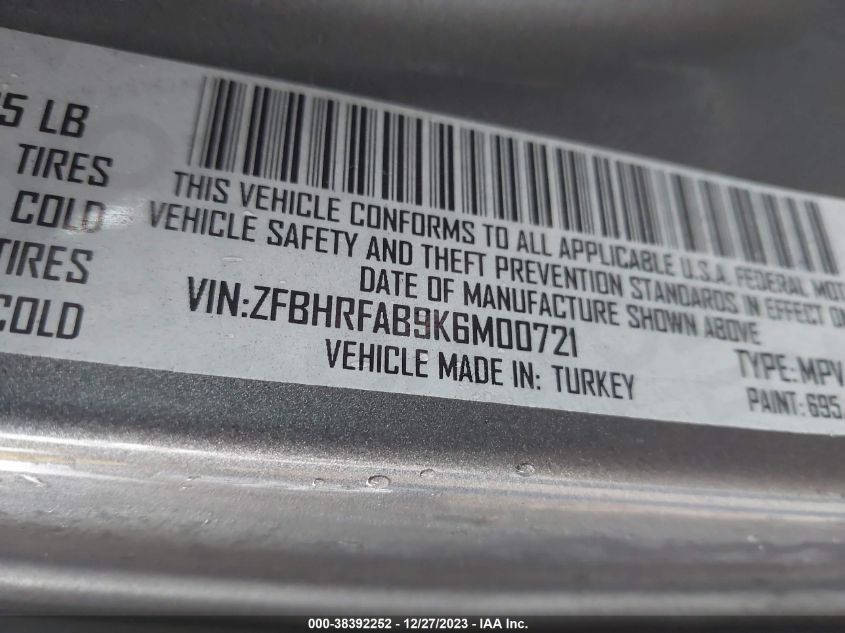 5 LB
TIRES
COLD
TIRES
COLD
THIS VEHICLE CONFORMS TO ALL APPLICABLE U.S.A. FEDERAL MOT
VEHICLE SAFETY AND THEFT PREVENTION STANDARDS IN EFFECT ON
DATE OF MANUFACTURE SHOWN ABOVE
VIN:ZFBHRFAB9K6M00721
TYPE:MPV
VEHICLE MADE IN: TURKEY
PAINT:695
000-38392252 - 12/27/2023 - IAA Inc.